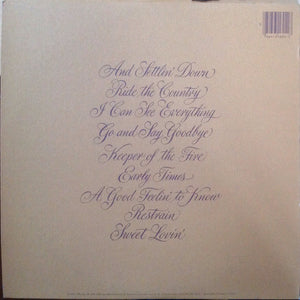 And Settlin' Down
Ride the Country
I Can See Everything
Go and Say Goodbye
Keeper of the Fire
Early Times
A Good Feelin' to Know
Restrain
Sweet Lovin'